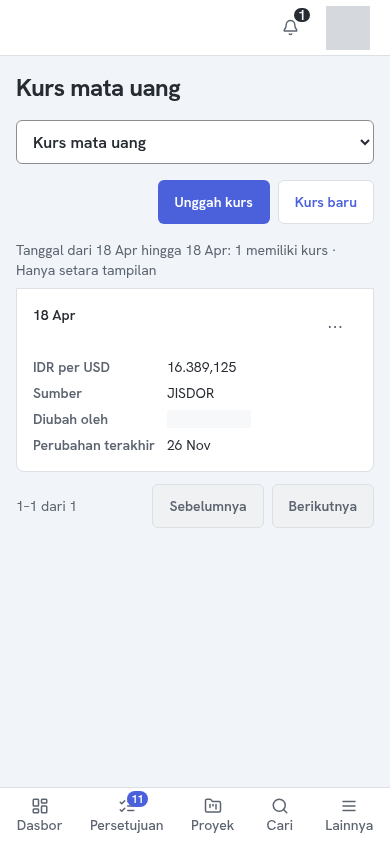 1
Kurs mata uang
Kurs mata uang
Unggah kurs
Kurs baru
Tanggal dari 18 Apr hingga 18 Apr: 1 memiliki kurs ·
Hanya setara tampilan
18 Apr
...
IDR per USD 16.389,125
Sumber JISDOR
Diubah oleh
Perubahan terakhir 26 Nov
1–1 dari 1
Sebelumnya
Berikutnya
11
Dasbor Persetujuan Proyek Cari Lainnya